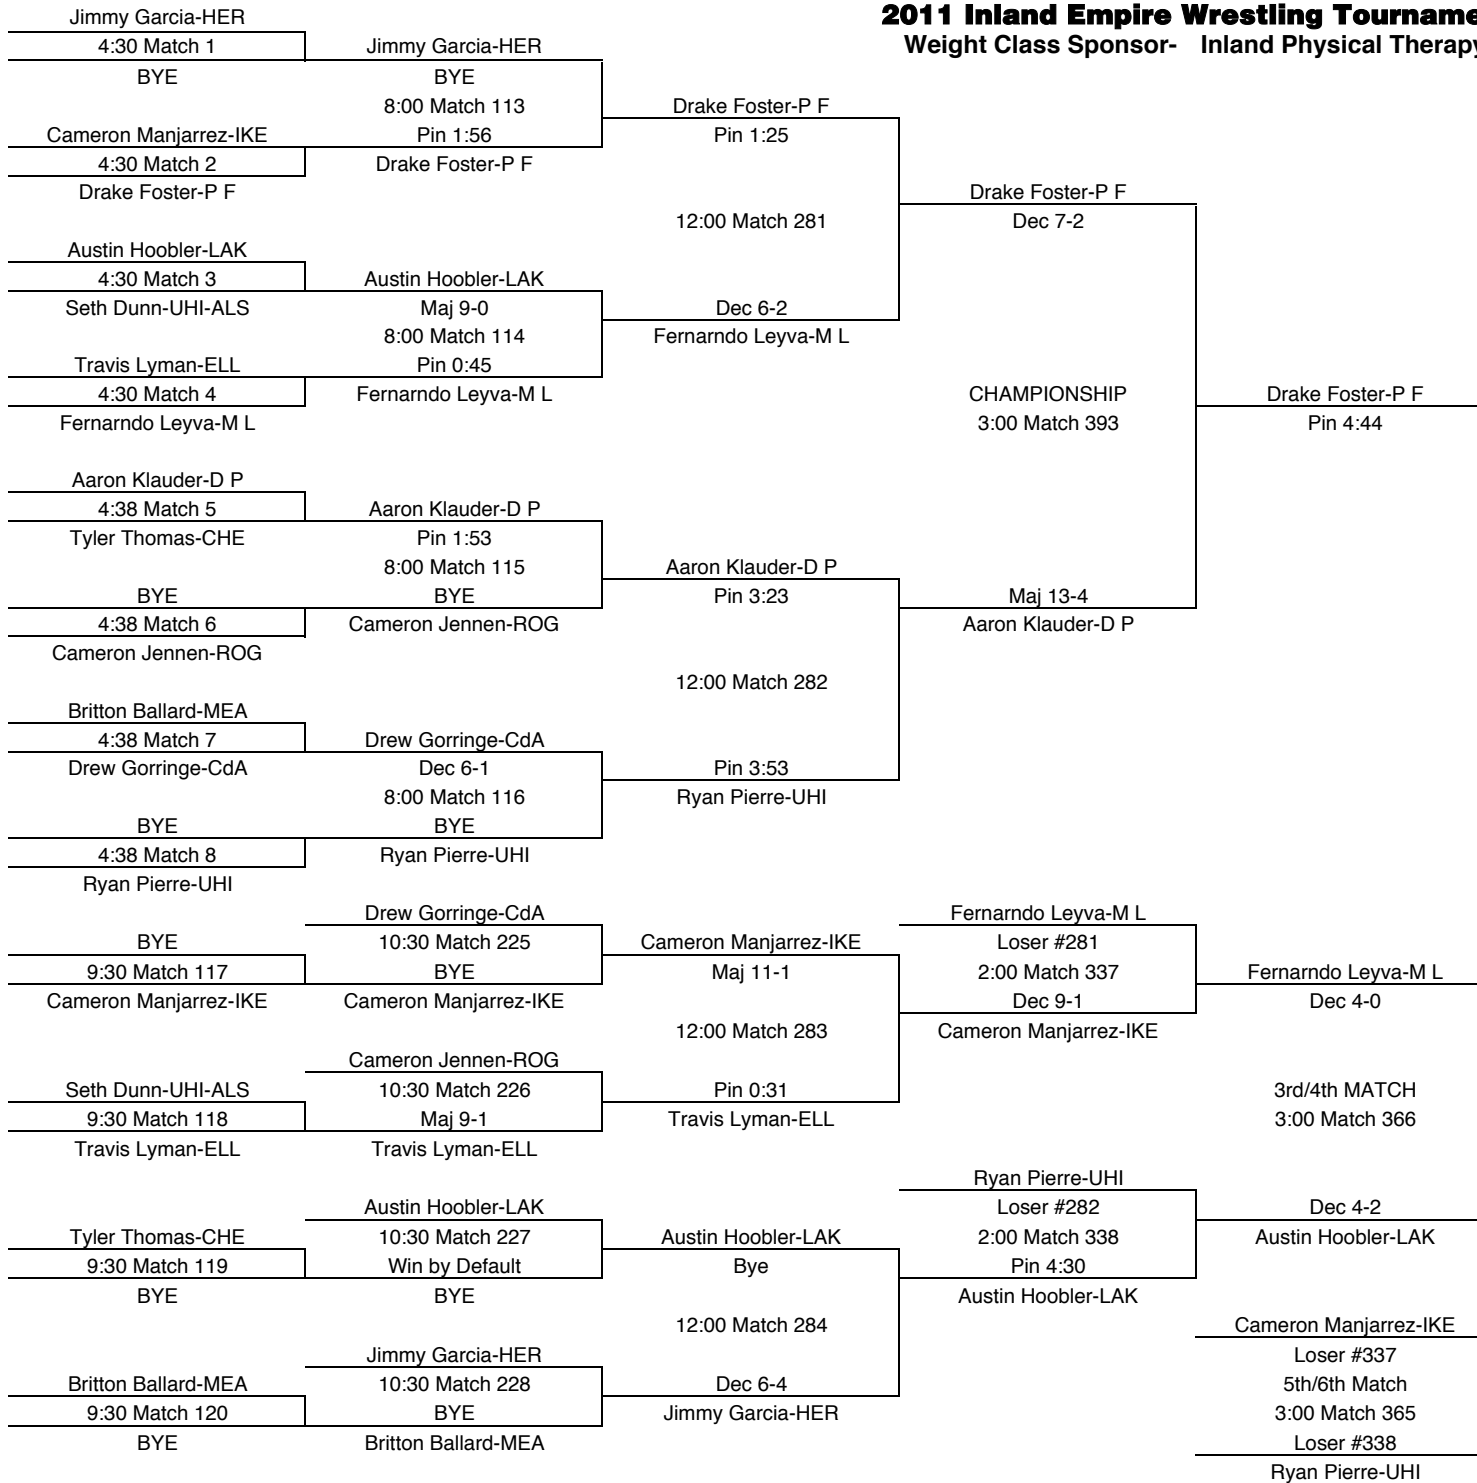 2011 Inland Empire Wrestling Tourname
Weight Class Sponsor- Inland Physical Therapy
Jimmy Garcia-HER
4:30 Match 1
BYE
Cameron Manjarrez-IKE
4:30 Match 2
Drake Foster-P F
Austin Hoobler-LAK
4:30 Match 3
Seth Dunn-UHI-ALS
Travis Lyman-ELL
4:30 Match 4
Fernarndo Leyva-M L
Aaron Klauder-D P
4:38 Match 5
Tyler Thomas-CHE
BYE
4:38 Match 6
Cameron Jennen-ROG
Britton Ballard-MEA
4:38 Match 7
Drew Gorringe-CdA
BYE
4:38 Match 8
Ryan Pierre-UHI
Jimmy Garcia-HER
BYE
8:00 Match 113
Pin 1:56
Drake Foster-P F
Austin Hoobler-LAK
Maj 9-0
8:00 Match 114
Pin 0:45
Fernarndo Leyva-M L
Aaron Klauder-D P
Pin 1:53
8:00 Match 115
BYE
Cameron Jennen-ROG
Drew Gorringe-CdA
Dec 6-1
8:00 Match 116
BYE
Ryan Pierre-UHI
Drake Foster-P F
Pin 1:25
12:00 Match 281
Dec 6-2
Fernarndo Leyva-M L
Aaron Klauder-D P
Pin 3:23
12:00 Match 282
Pin 3:53
Ryan Pierre-UHI
Drake Foster-P F
Dec 7-2
CHAMPIONSHIP
3:00 Match 393
Maj 13-4
Aaron Klauder-D P
Drake Foster-P F
Pin 4:44
BYE
9:30 Match 117
Cameron Manjarrez-IKE
Seth Dunn-UHI-ALS
9:30 Match 118
Travis Lyman-ELL
Tyler Thomas-CHE
9:30 Match 119
BYE
Britton Ballard-MEA
9:30 Match 120
BYE
Drew Gorringe-CdA
10:30 Match 225
BYE
Cameron Manjarrez-IKE
Cameron Jennen-ROG
10:30 Match 226
Maj 9-1
Travis Lyman-ELL
Austin Hoobler-LAK
10:30 Match 227
Win by Default
BYE
Jimmy Garcia-HER
10:30 Match 228
BYE
Britton Ballard-MEA
Cameron Manjarrez-IKE
Maj 11-1
12:00 Match 283
Pin 0:31
Travis Lyman-ELL
Austin Hoobler-LAK
Bye
12:00 Match 284
Dec 6-4
Jimmy Garcia-HER
Fernarndo Leyva-M L
Loser #281
2:00 Match 337
Dec 9-1
Cameron Manjarrez-IKE
Ryan Pierre-UHI
Loser #282
2:00 Match 338
Pin 4:30
Austin Hoobler-LAK
Fernarndo Leyva-M L
Dec 4-0
3rd/4th MATCH
3:00 Match 366
Dec 4-2
Austin Hoobler-LAK
Cameron Manjarrez-IKE
Loser #337
5th/6th Match
3:00 Match 365
Loser #338
Ryan Pierre-UHI